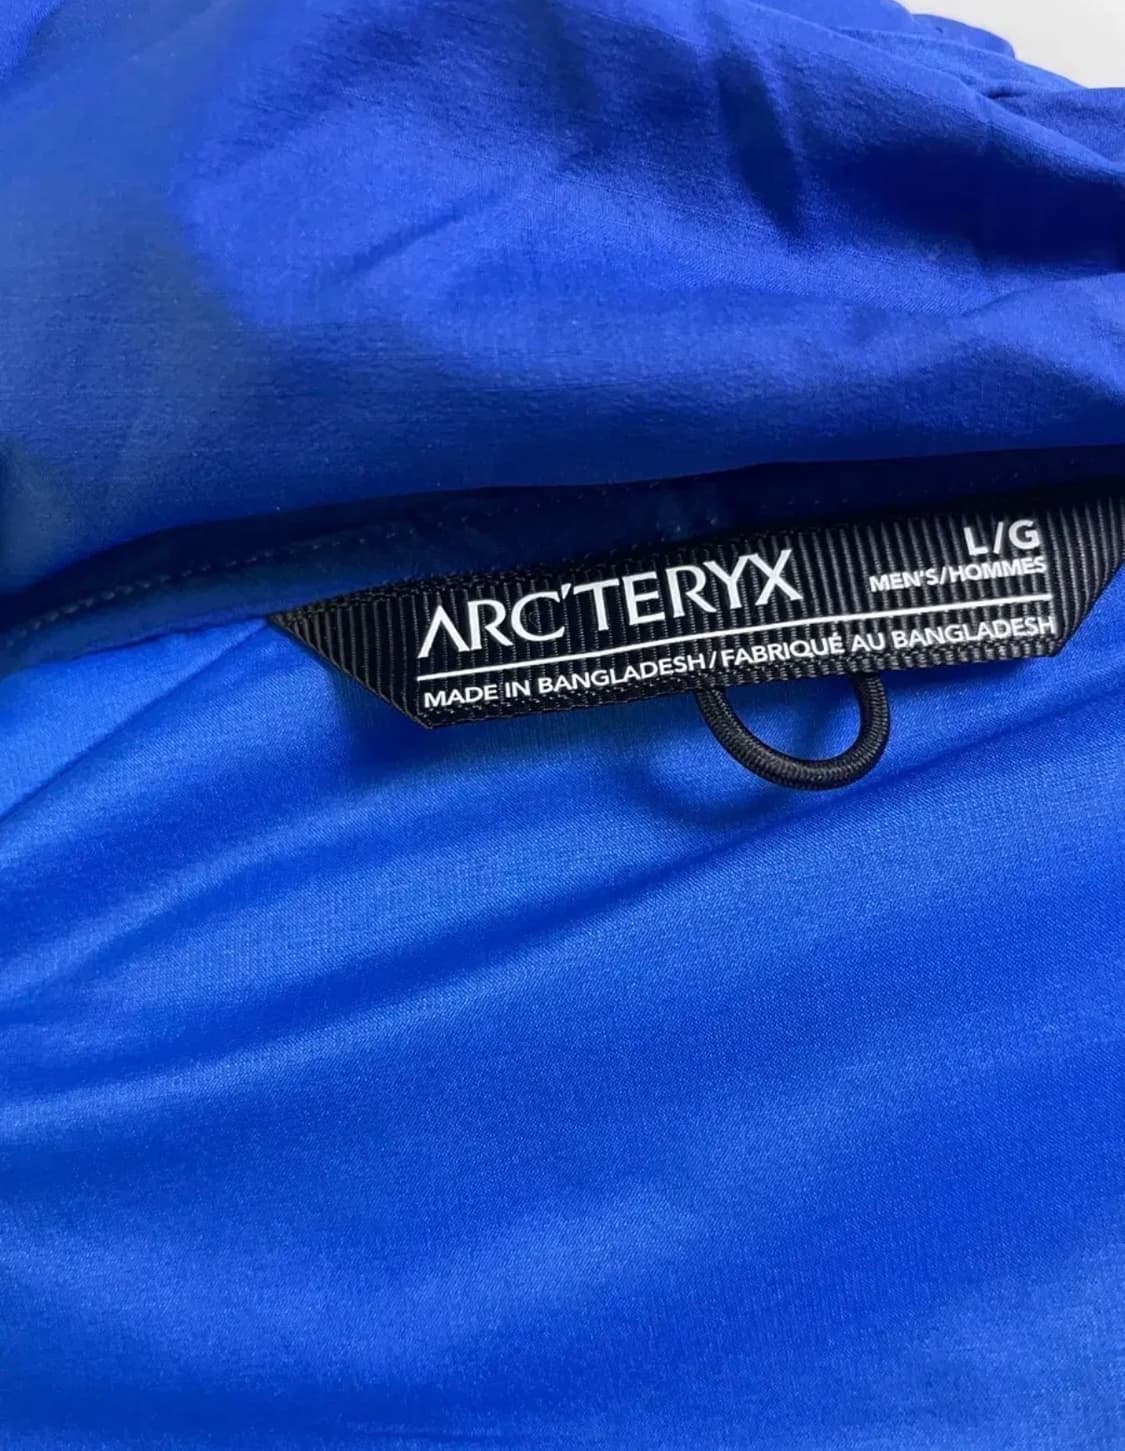 ARC'TERYX
L/G
MEN'S/HOMMES
MADE IN BANGLADESH/FABRIQUÉ AU BANGLADESH